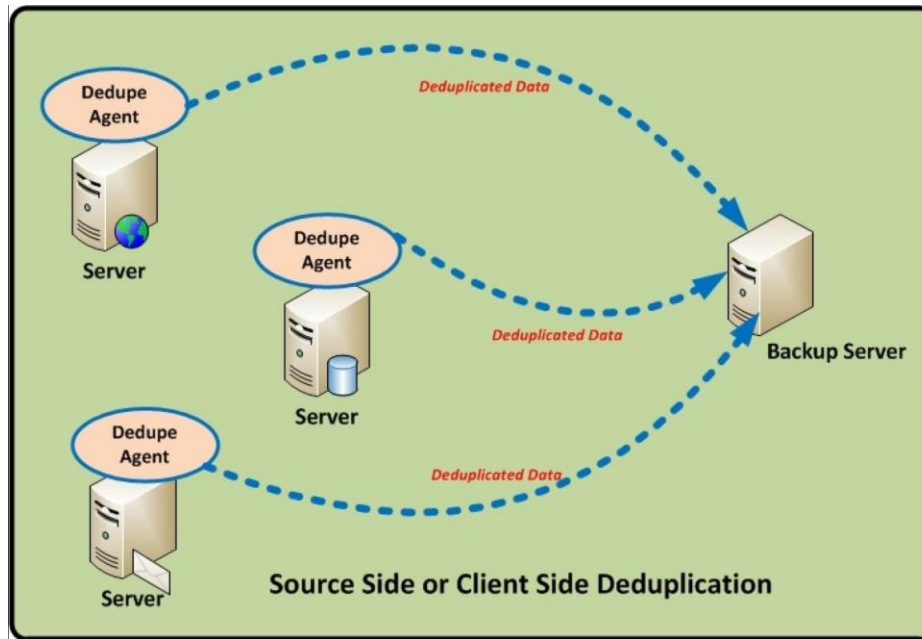 Dedupe
Agent
Deduplicated Data
Server
Dedupe
Agent
Deduplicated Data
Backup Server
Server
Dedupe
Agent
Deduplicated Data
Server
Source Side or Client Side Deduplication